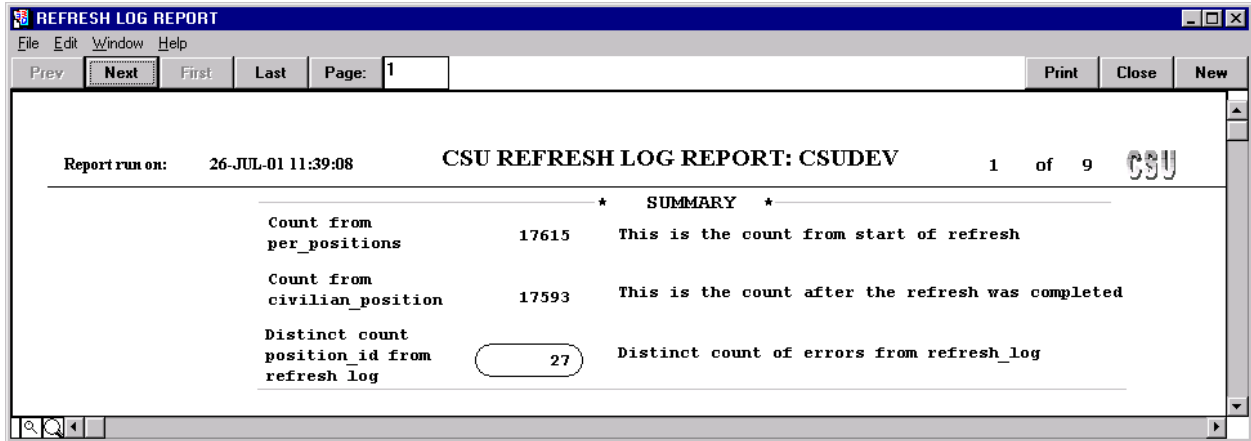 REFRESH LOG REPORT
File Edit Window Help
Prev Next First Last Page: 1 Print Close New
Report run on: 26-JUL-01 11:39:08 CSU REFRESH LOG REPORT: CSUDEV 1 of 9 CSU
* SUMMARY *
Count from
per_positions 17615 This is the count from start of refresh
Count from
civilian_position 17593 This is the count after the refresh was completed
Distinct count
position_id from 27 Distinct count of errors from refresh_log
refresh log